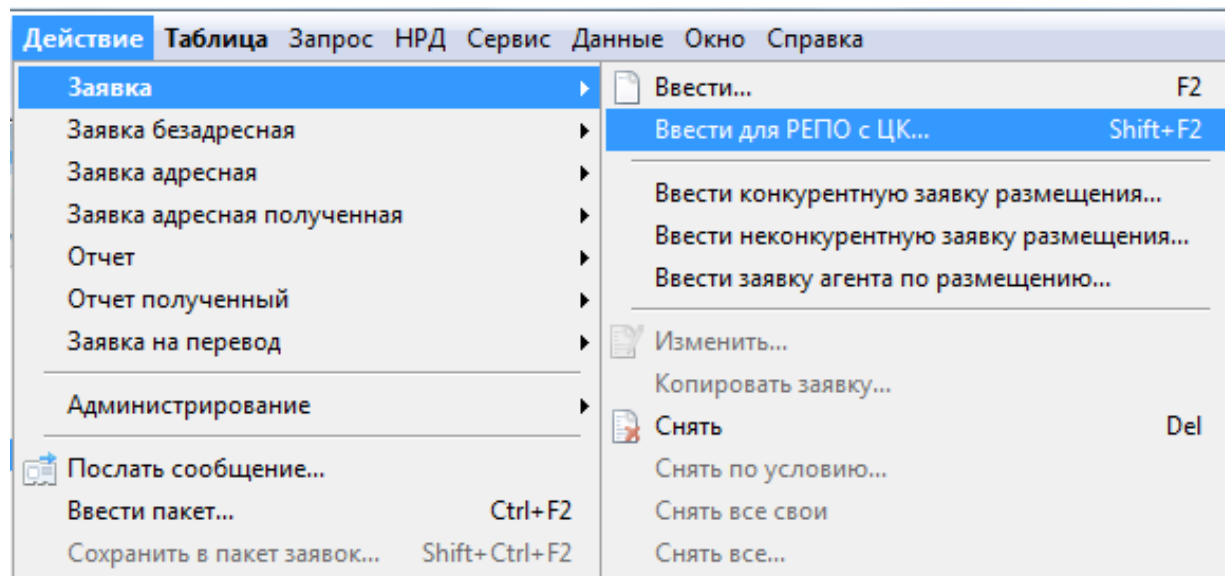 Действие Таблица Запрос НРД Сервис Данные Окно Справка
Заявка
Заявка безадресная
Заявка адресная
Заявка адресная полученная
Отчет
Отчет полученный
Заявка на перевод
Администрирование
Послать сообщение...
Ввести пакет... Ctrl+F2
Сохранить в пакет заявок... Shift+Ctrl+F2
Ввести... F2
Ввести для РЕПО с ЦК... Shift+F2
Ввести конкурентную заявку размещения...
Ввести неконкурентную заявку размещения...
Ввести заявку агента по размещению...
Изменить...
Копировать заявку...
Снять Del
Снять по условию...
Снять все свои
Снять все...